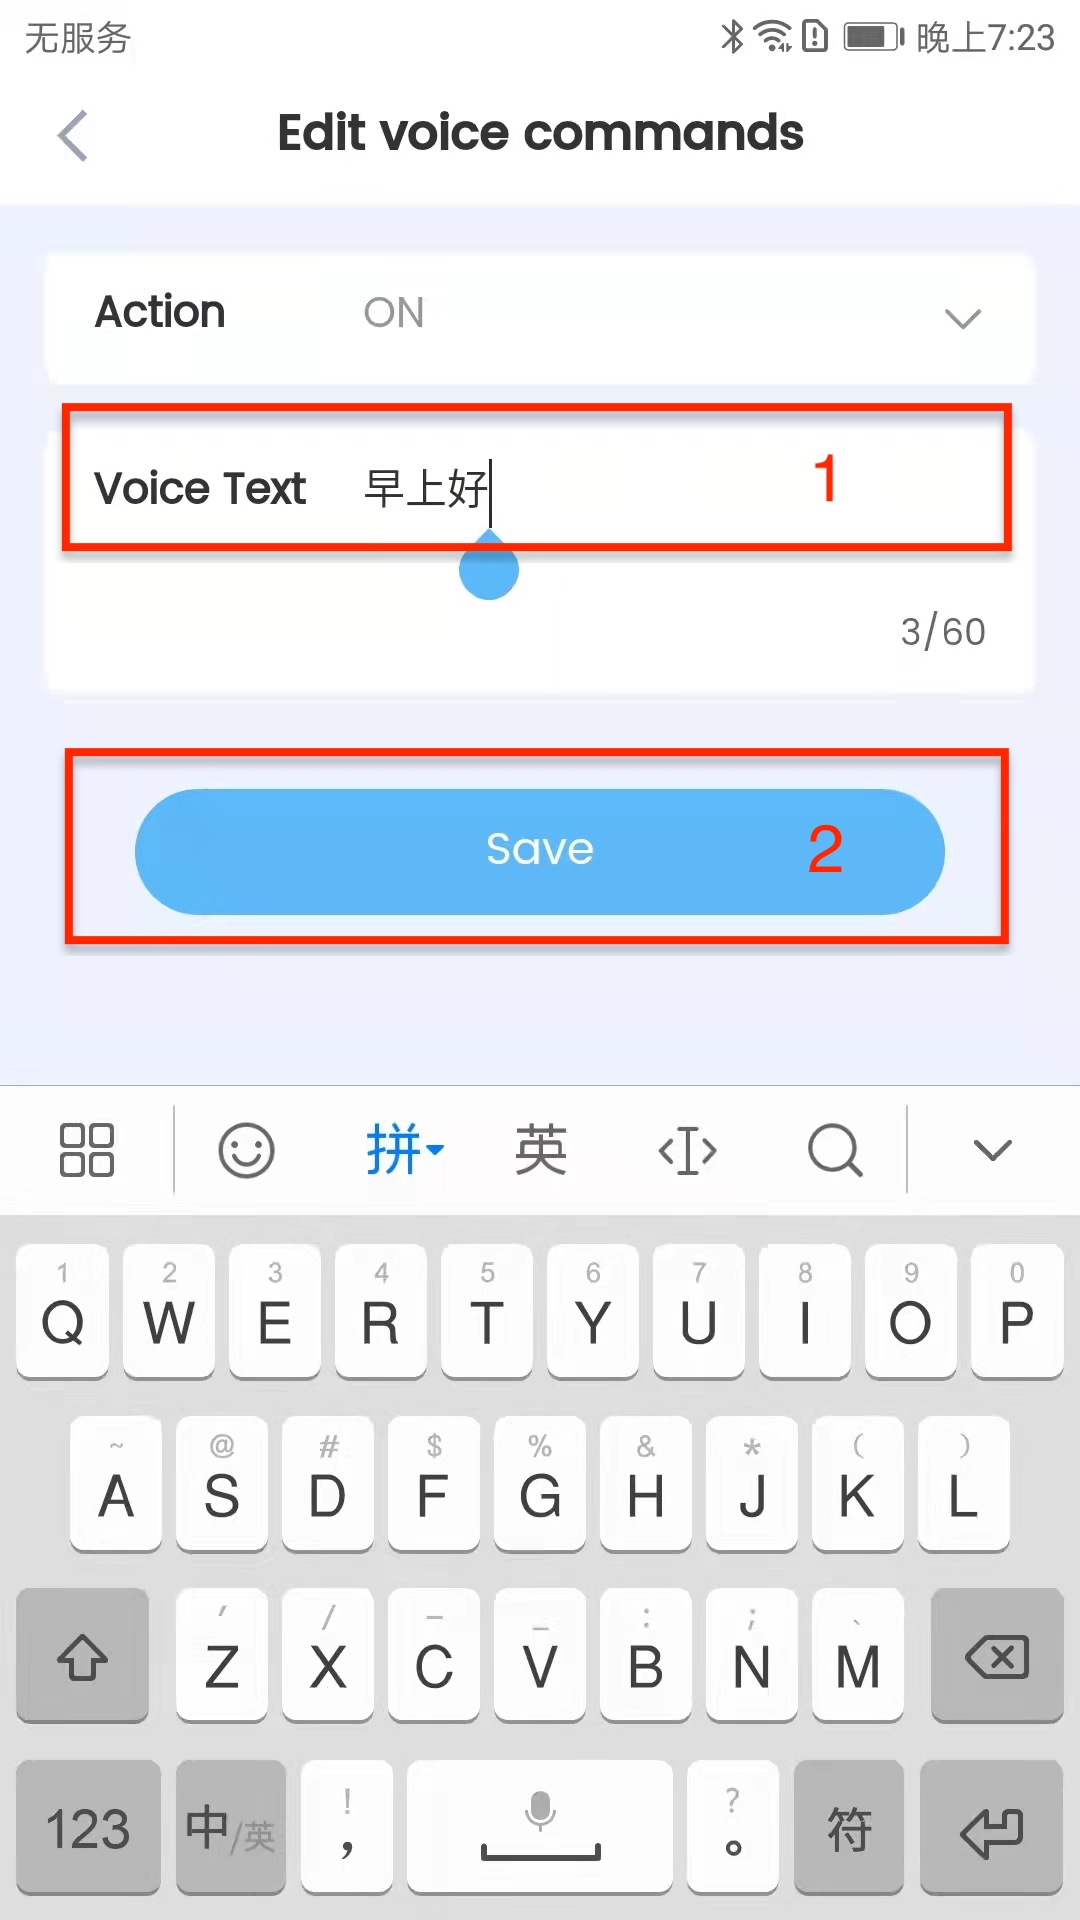 无服务 晚上7:23
Edit voice commands
Action ON
Voice Text 早上好 1
3/60
Save 2
拼 英
1 2 3 4 5 6 7 8 9 0
Q W E R T Y U I O P
~ @ # $ % & * ( )
A S D F G H J K L
' / - _ : ; 、
Z X C V B N M
! ?
123 中/英 , 。 符